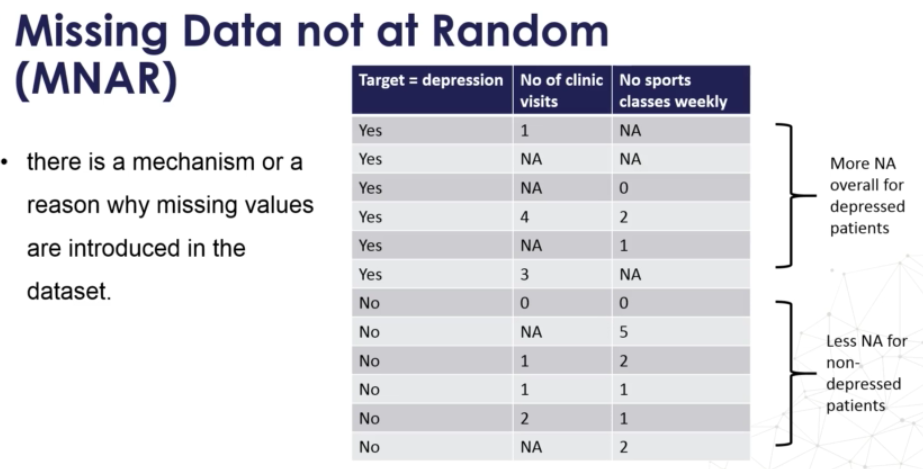 Missing Data not at Random
(MNAR)
• there is a mechanism or a
reason why missing values
are introduced in the
dataset.
Target = depression No of clinic visits No sports classes weekly
Yes 1 NA
Yes NA NA
Yes NA 0
Yes 4 2
Yes NA 1
Yes 3 NA
No 0 0
No NA 5
No 1 2
No 1 1
No 2 1
No NA 2
More NA
overall for
depressed
patients
Less NA for
non-
depressed
patients